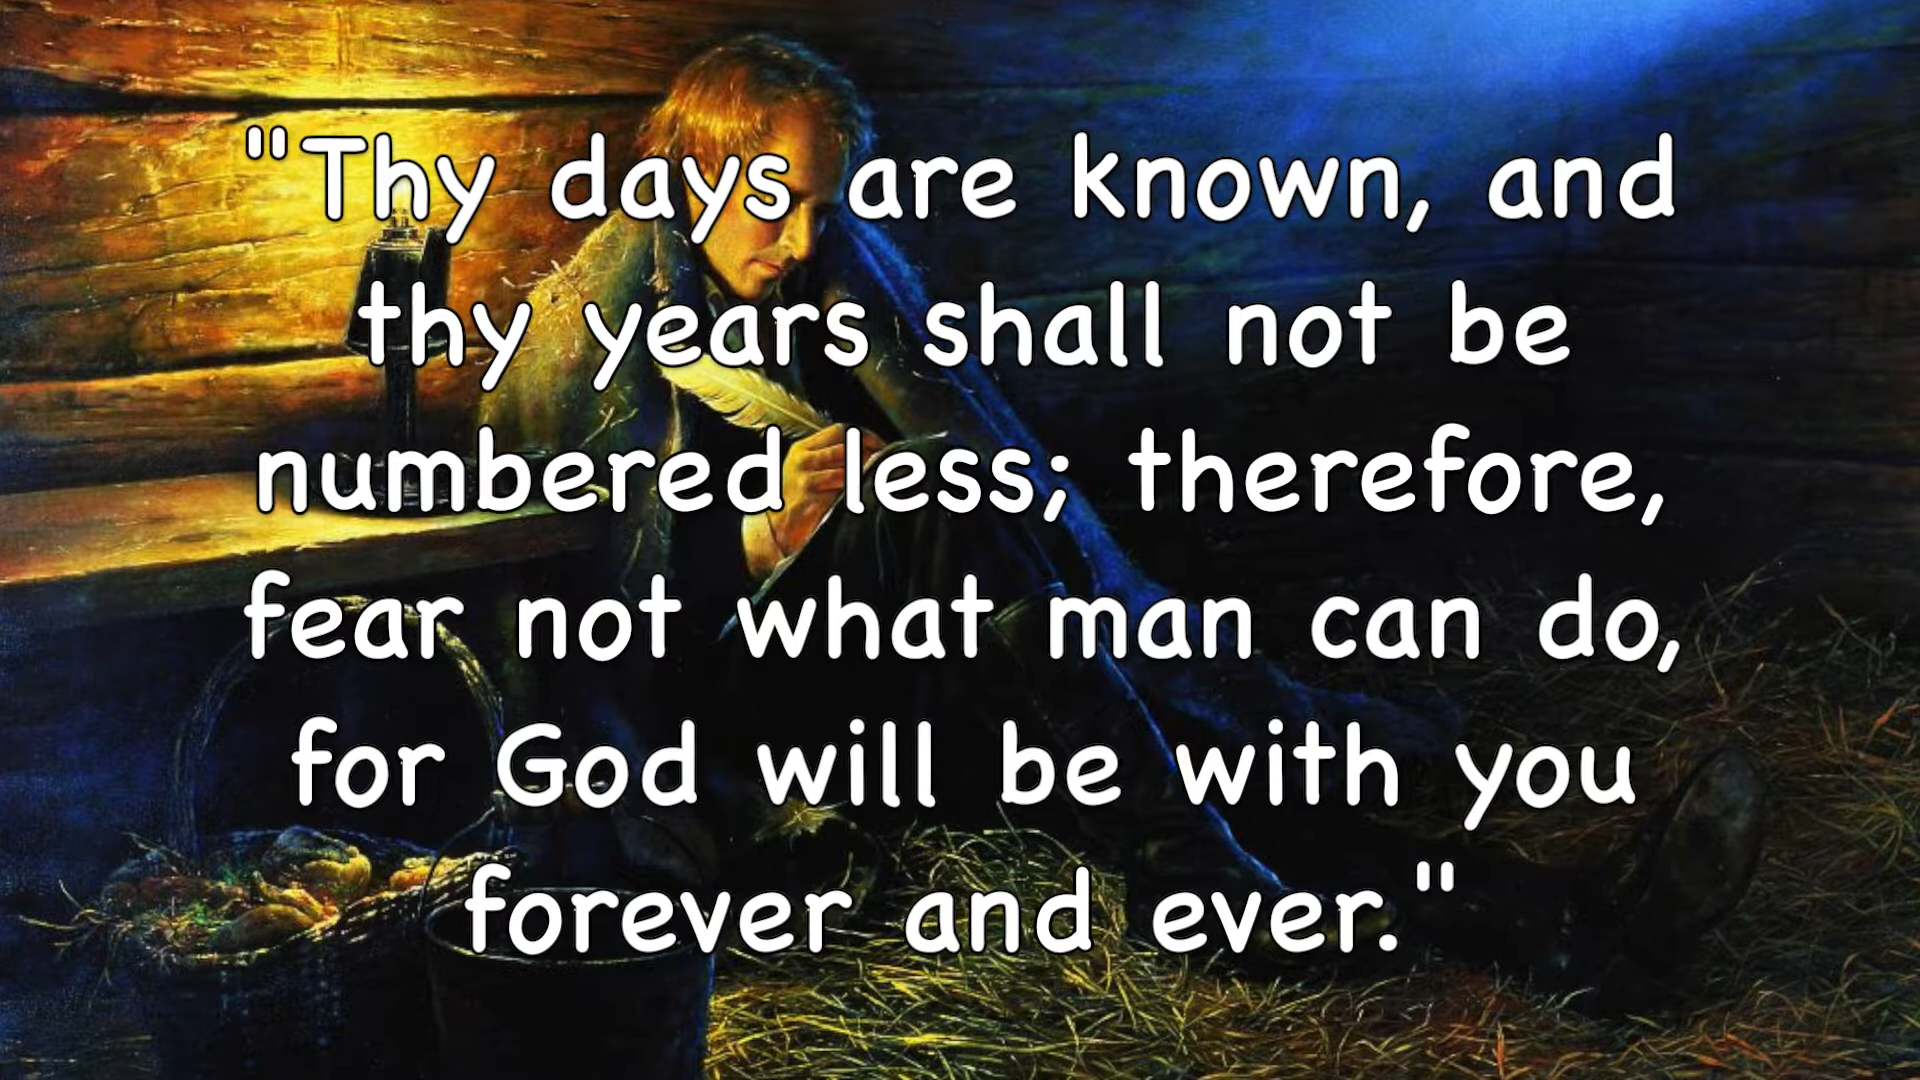 "Thy days are known, and
thy years shall not be
numbered less; therefore,
fear not what man can do,
for God will be with you
forever and ever."